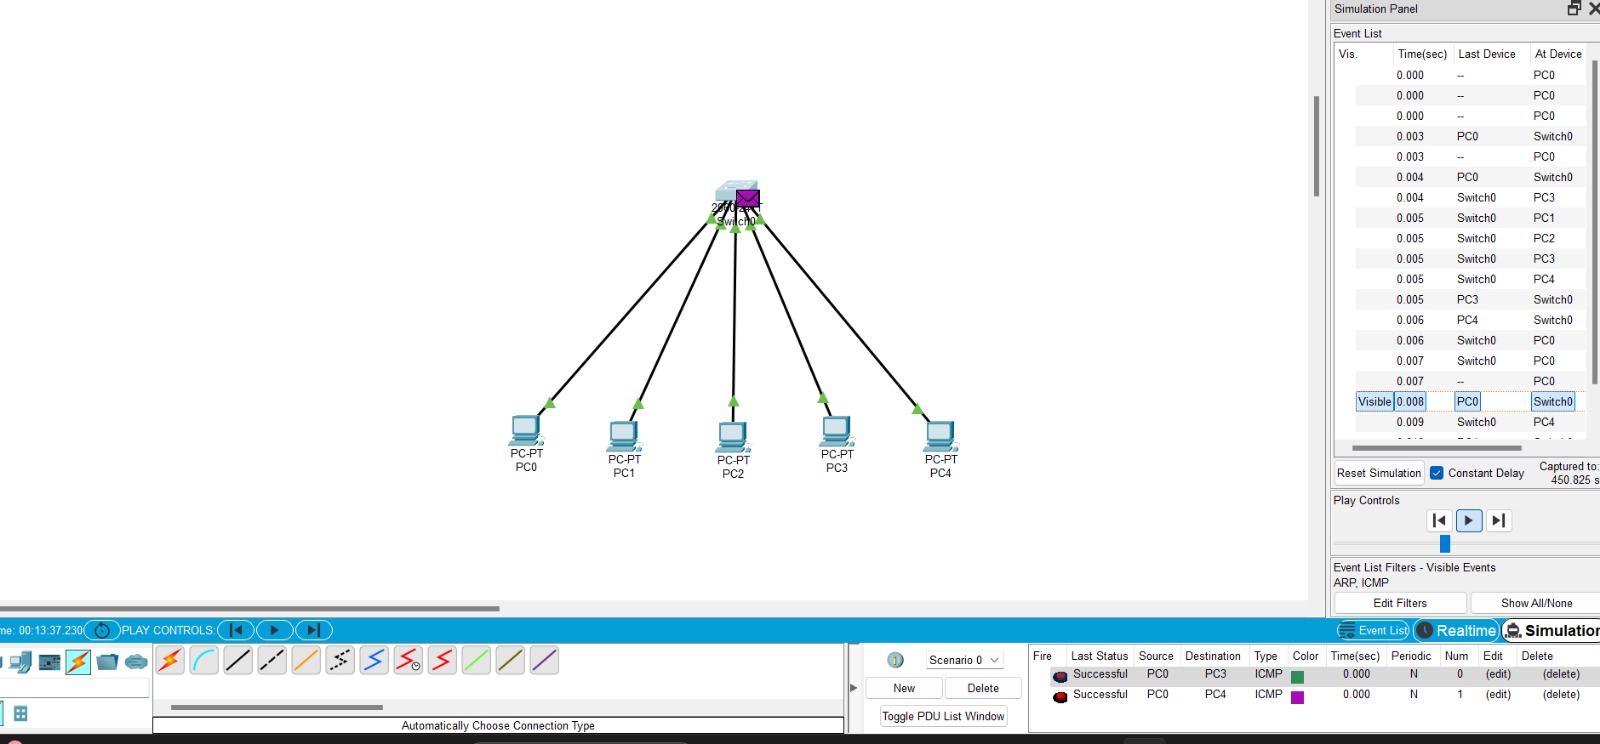 Simulation Panel
Event List
Vis. Time(sec) Last Device At Device
0.000 -- PC0
0.000 -- PC0
0.000 -- PC0
0.003 PC0 Switch0
0.003 -- PC0
0.004 PC0 Switch0
0.004 Switch0 PC3
0.005 Switch0 PC1
0.005 Switch0 PC2
0.005 Switch0 PC3
0.005 Switch0 PC4
0.005 PC3 Switch0
0.006 PC4 Switch0
0.006 Switch0 PC0
0.007 Switch0 PC0
0.007 -- PC0
Visible 0.008 PC0 Switch0
0.009 Switch0 PC4
Reset Simulation Constant Delay Captured to:
450.825 s
Play Controls
Event List Filters - Visible Events
ARP, ICMP
Edit Filters Show All/None
Switch0
PC-PT
PC0
PC-PT
PC1
PC-PT
PC2
PC-PT
PC3
PC-PT
PC4
me: 00:13:37.230 PLAY CONTROLS: Event List Realtime Simulation
Scenario 0
New Delete
Toggle PDU List Window
Automatically Choose Connection Type
Fire Last Status Source Destination Type Color Time(sec) Periodic Num Edit Delete
Successful PC0 PC3 ICMP 0.000 N 0 (edit) (delete)
Successful PC0 PC4 ICMP 0.000 N 1 (edit) (delete)